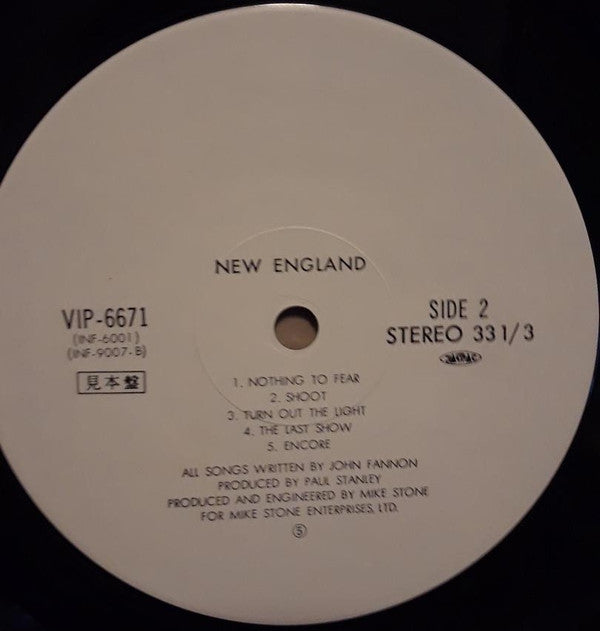 NEW ENGLAND
VIP-6671
(INF-6001)
(INF-9007-B)
見本盤
SIDE 2
STEREO 33 1/3
1. NOTHING TO FEAR
2. SHOOT
3. TURN OUT THE LIGHT
4. THE LAST SHOW
5. ENCORE
ALL SONGS WRITTEN BY JOHN FANNON
PRODUCED BY PAUL STANLEY
PRODUCED AND ENGINEERED BY MIKE STONE
FOR MIKE STONE ENTERPRISES, LTD.
⑤